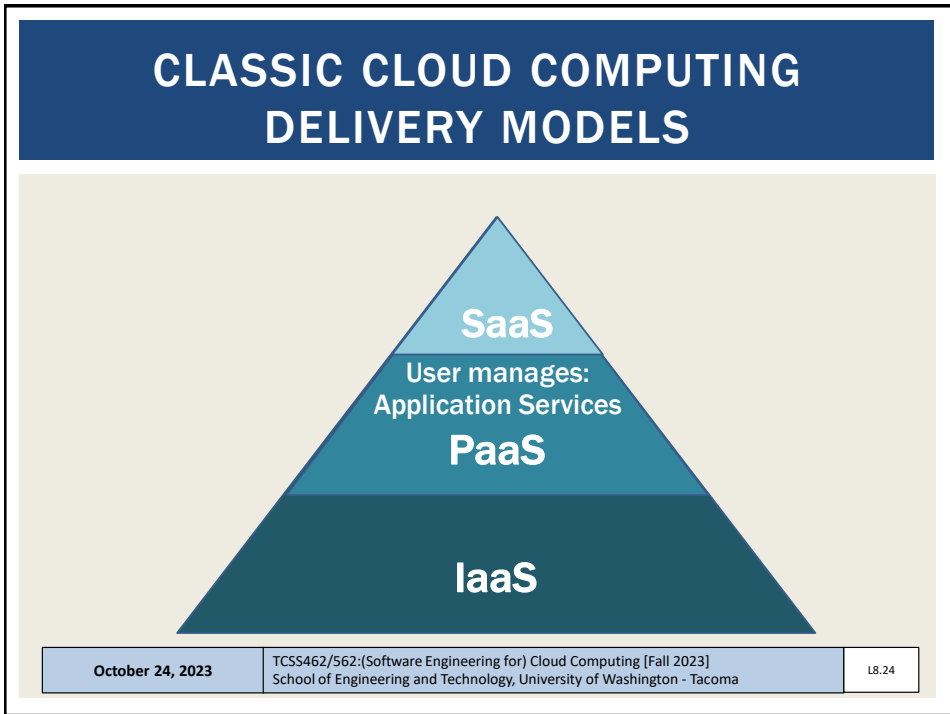 CLASSIC CLOUD COMPUTING
DELIVERY MODELS
SaaS
User manages:
Application Services
PaaS
IaaS
October 24, 2023
TCSS462/562:(Software Engineering for) Cloud Computing [Fall 2023]
School of Engineering and Technology, University of Washington - Tacoma
L8.24